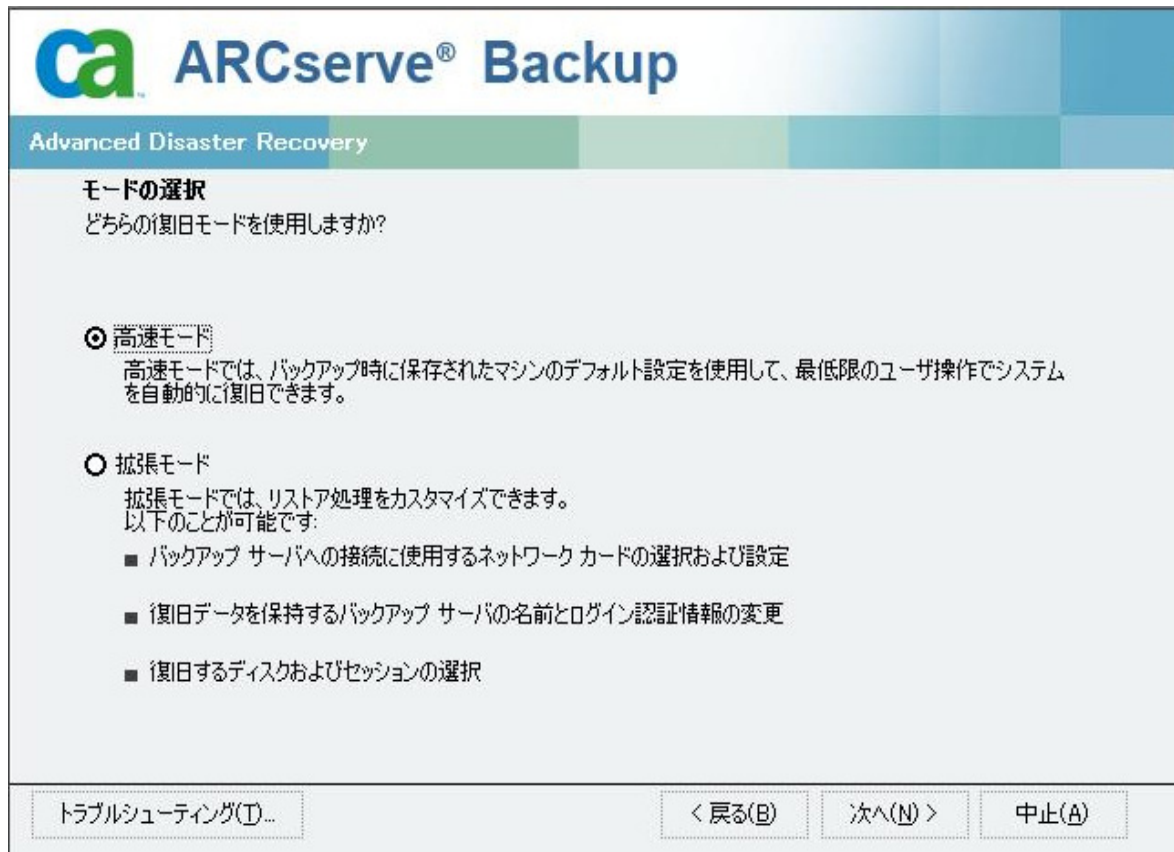 ca™ ARCserve® Backup
Advanced Disaster Recovery
モードの選択
どちらの復旧モードを使用しますか?
高速モード
高速モードでは、バックアップ時に保存されたマシンのデフォルト設定を使用して、最低限のユーザ操作でシステム
を自動的に復旧できます。
拡張モード
拡張モードでは、リストア処理をカスタマイズできます。
以下のことが可能です:
■ バックアップ サーバへの接続に使用するネットワーク カードの選択および設定
■ 復旧データを保持するバックアップ サーバの名前とログイン認証情報の変更
■ 復旧するディスクおよびセッションの選択
トラブルシューティング(T)... < 戻る(B) 次へ(N) > 中止(A)